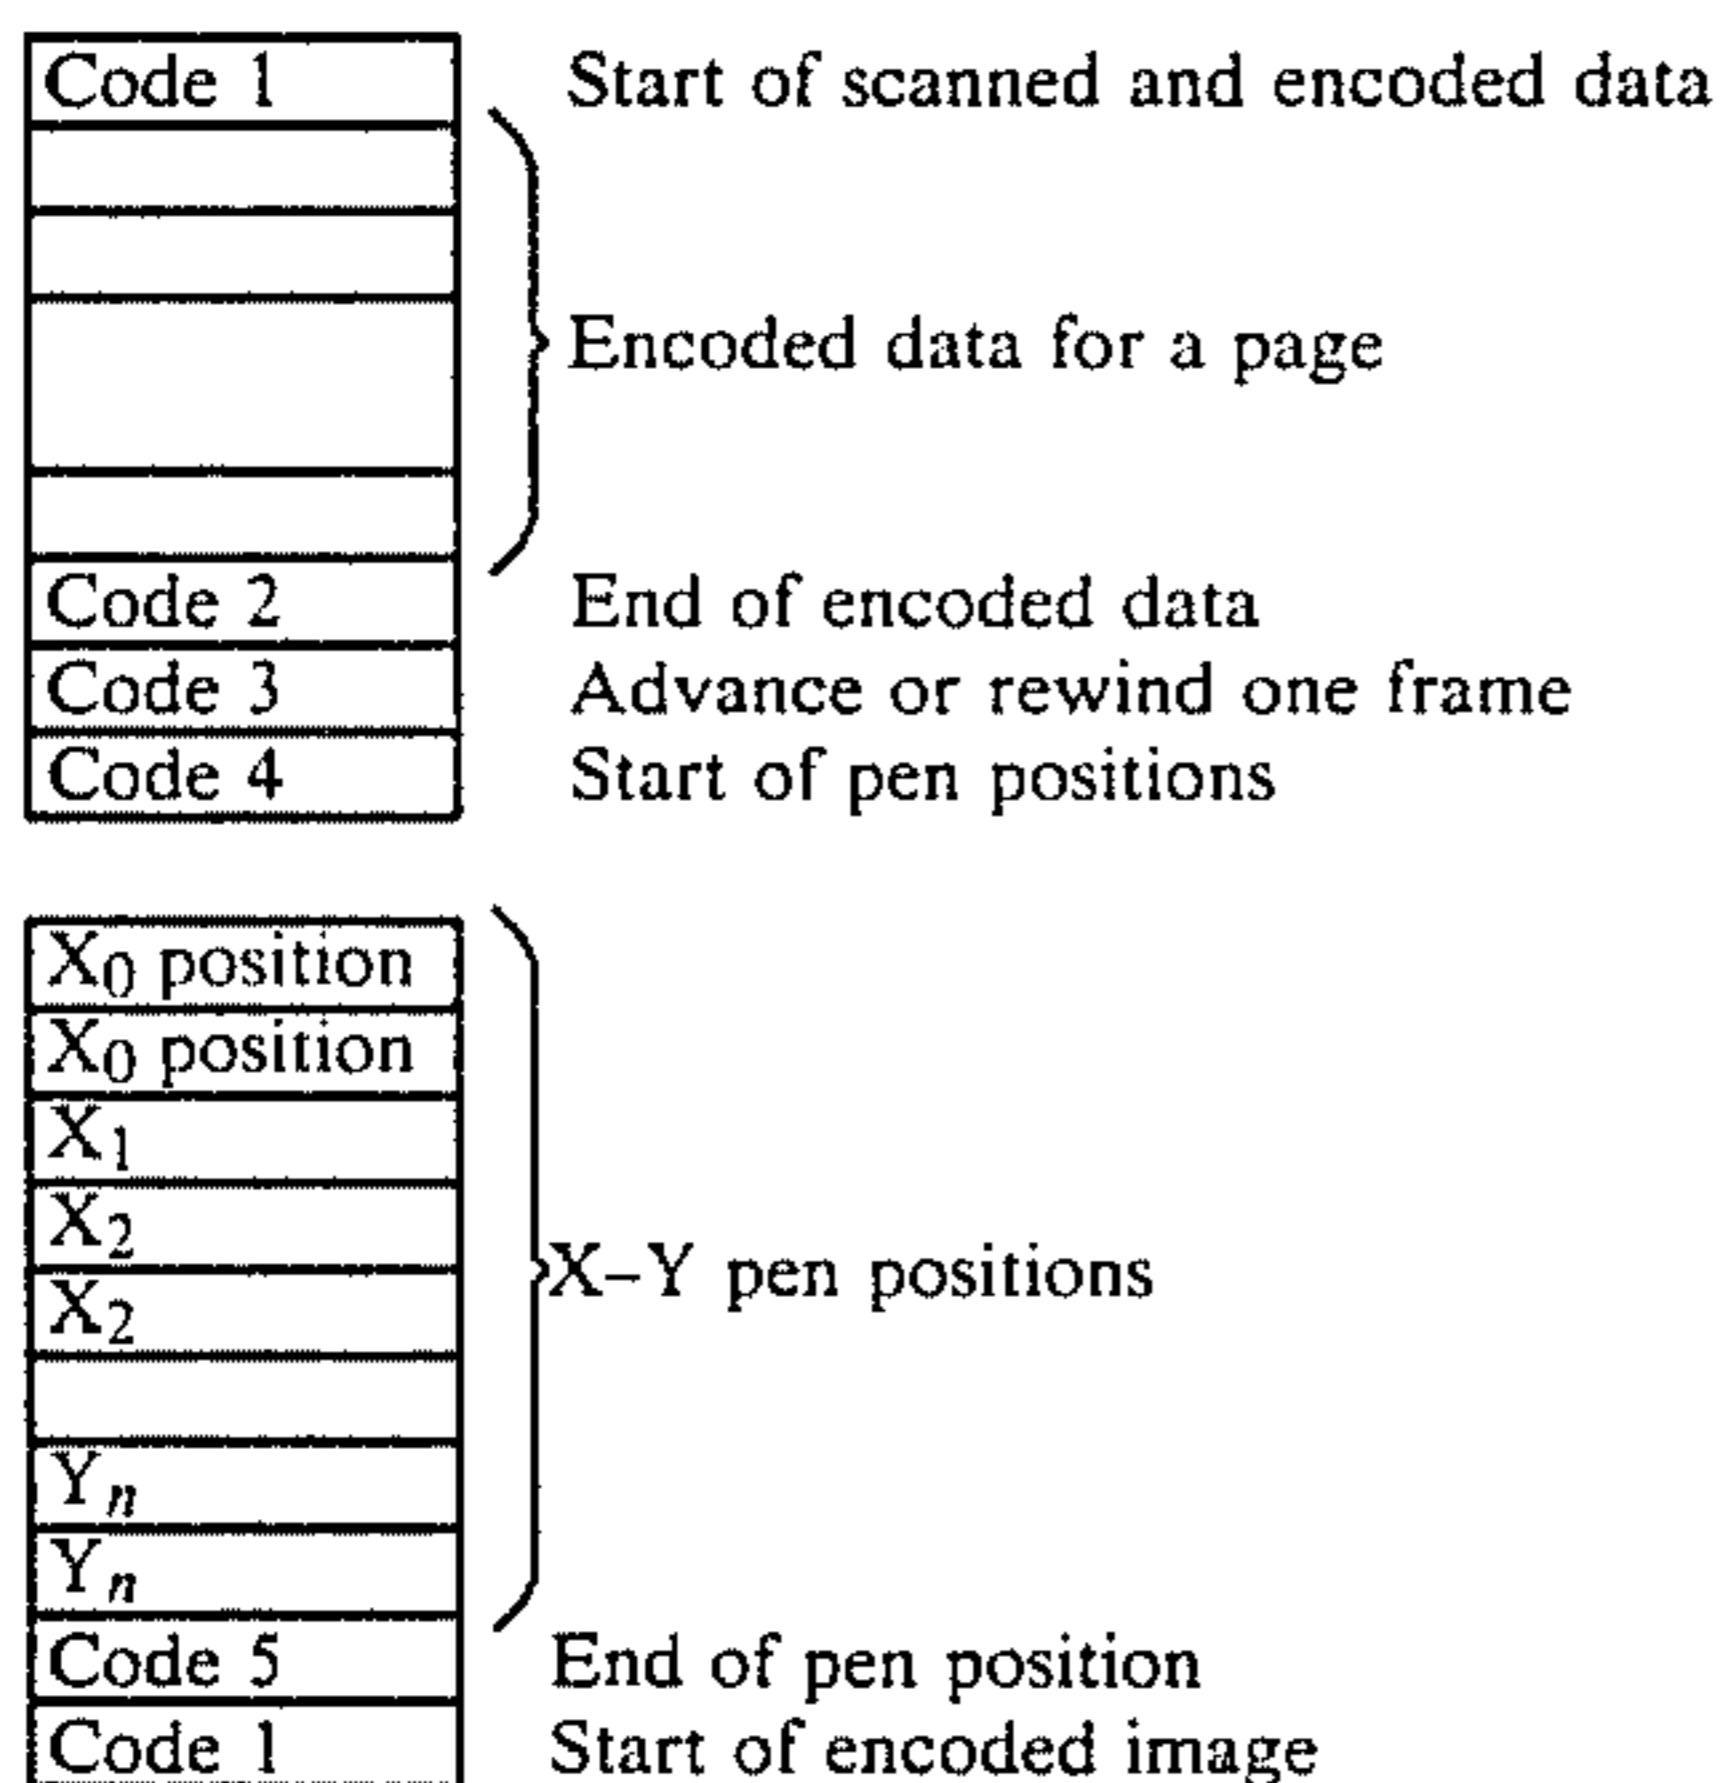 Code 1 Start of scanned and encoded data
Encoded data for a page
Code 2 End of encoded data
Code 3 Advance or rewind one frame
Code 4 Start of pen positions
X₀ position
X₀ position
X₁
X₂
X₂
X–Y pen positions
Yₙ
Yₙ
Code 5 End of pen position
Code 1 Start of encoded image